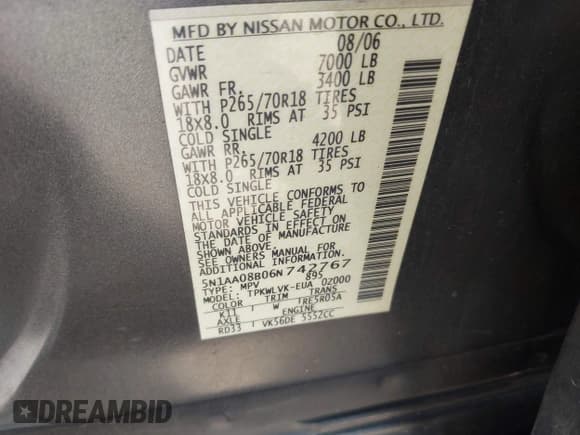 MFD BY NISSAN MOTOR CO., LTD.
DATE 08/06
GVWR 7000 LB
GAWR FR. 3400 LB
WITH P265/70R18 TIRES
18X8.0 RIMS AT 35 PSI
COLD SINGLE
GAWR RR. 4200 LB
WITH P265/70R18 TIRES
18X8.0 RIMS AT 35 PSI
COLD SINGLE
THIS VEHICLE CONFORMS TO
ALL APPLICABLE FEDERAL
MOTOR VEHICLE SAFETY
STANDARDS IN EFFECT ON
THE DATE OF MANUFACTURE
SHOWN ABOVE.
SEE OWNERS MANUAL FOR
ADDITIONAL INFORMATION.
5N1AA08B06N742767
TYPE: MPV 895
MODEL: TPKWLVK-EUA 02000
COLOR TRIM TRANS
K11 W RE5R05A
AXLE ENGINE
RD33 VK56DE 5552CC
DREAMBID